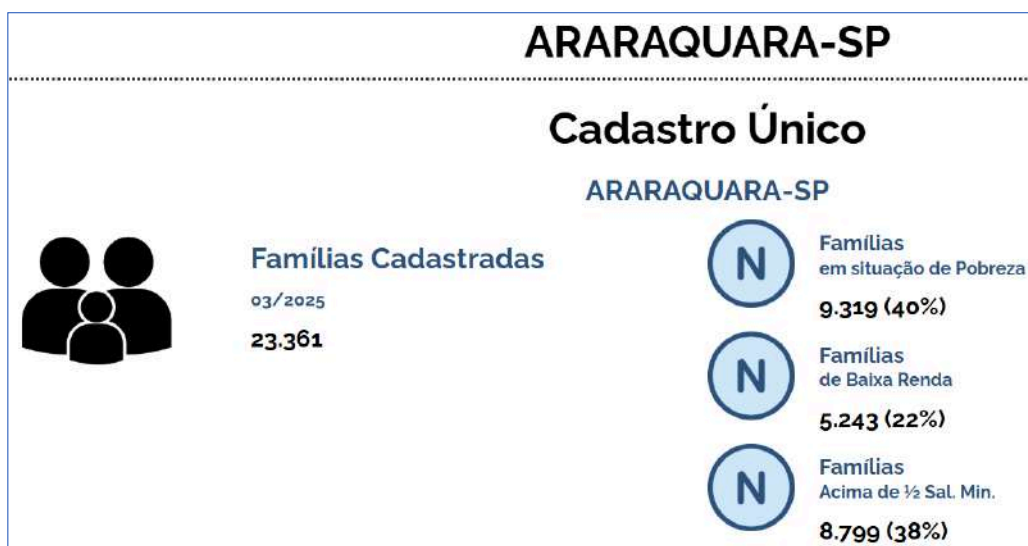 ARARAQUARA-SP
Cadastro Único
ARARAQUARA-SP
Famílias Cadastradas
03/2025
23.361
N
Famílias
em situação de Pobreza
9.319 (40%)
N
Famílias
de Baixa Renda
5.243 (22%)
N
Famílias
Acima de ½ Sal. Min.
8.799 (38%)